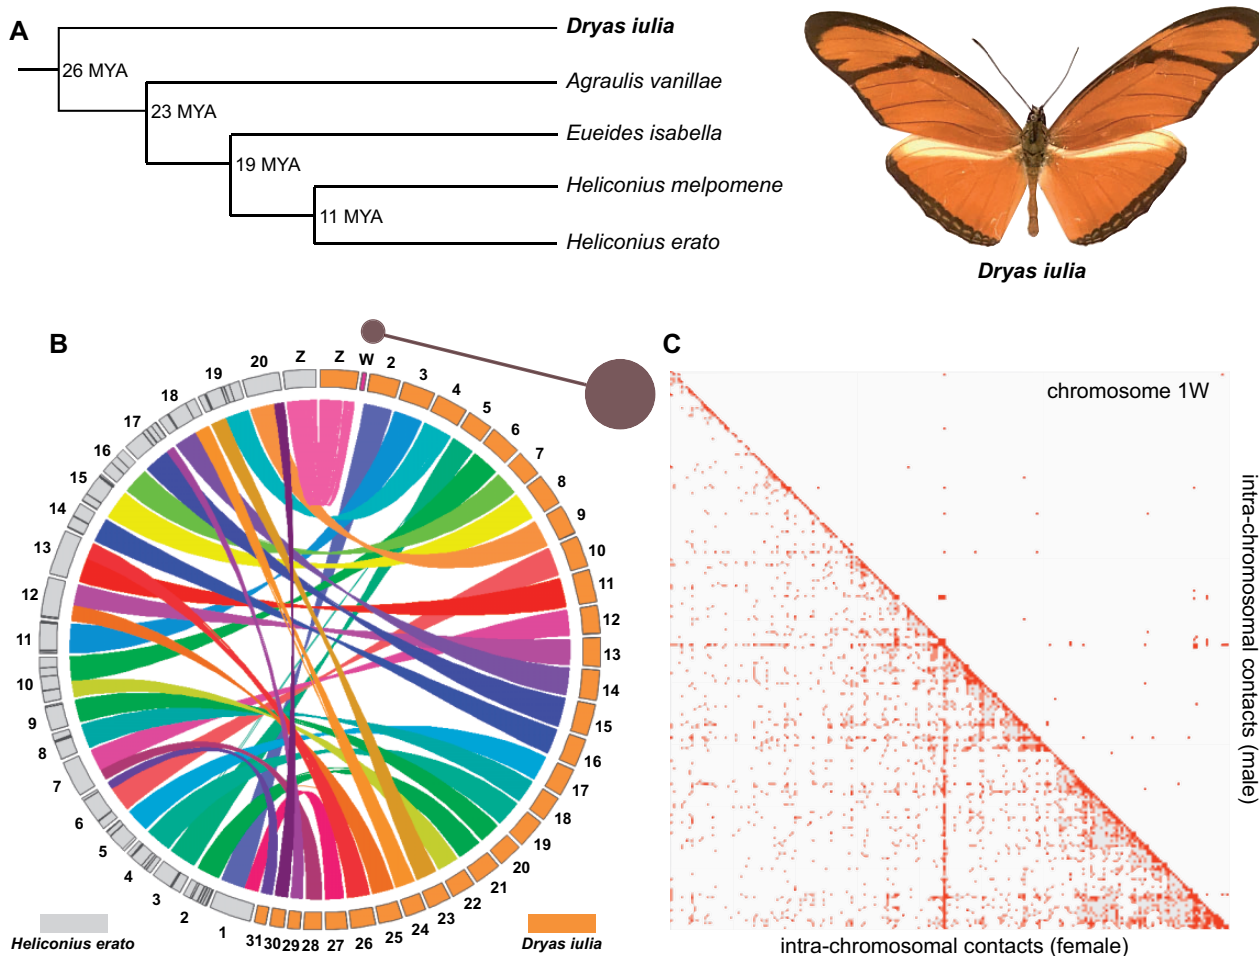 A
Dryas iulia
26 MYA
Agraulis vanillae
23 MYA
Eueides isabella
19 MYA
Heliconius melpomene
11 MYA
Heliconius erato
Dryas iulia
B
Z Z W 2 3 4 5 6 7 8 9 10 11 12 13 14 15 16 17 18 19 20 21 22 23 24 25 26 27 28 29 30 31
1 2 3 4 5 6 7 8 9 10 11 12 13 14 15 16 17 18 19 20
Heliconius erato
Dryas iulia
C
chromosome 1W
intra-chromosomal contacts (male)
intra-chromosomal contacts (female)